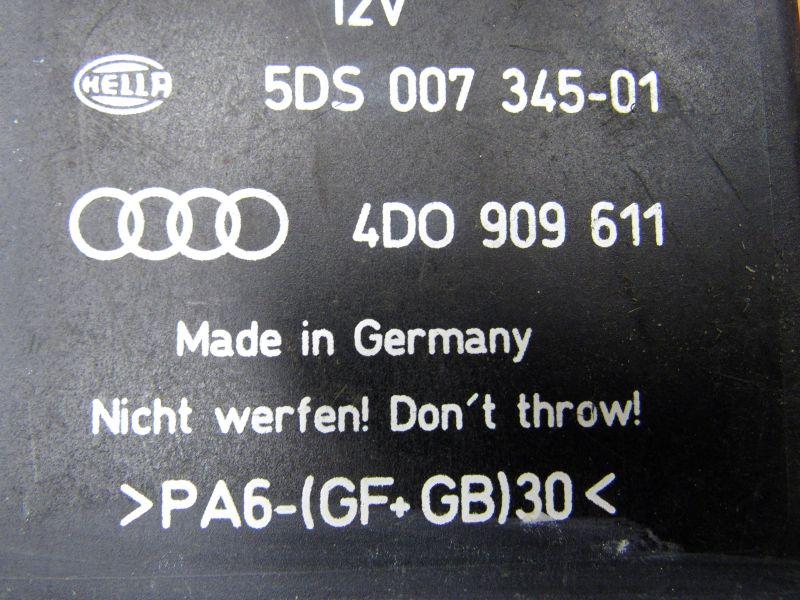 12V
HELLA 5DS 007 345-01
4D0 909 611
Made in Germany
Nicht werfen! Don´t throw!
>PA6-(GF+GB)30<